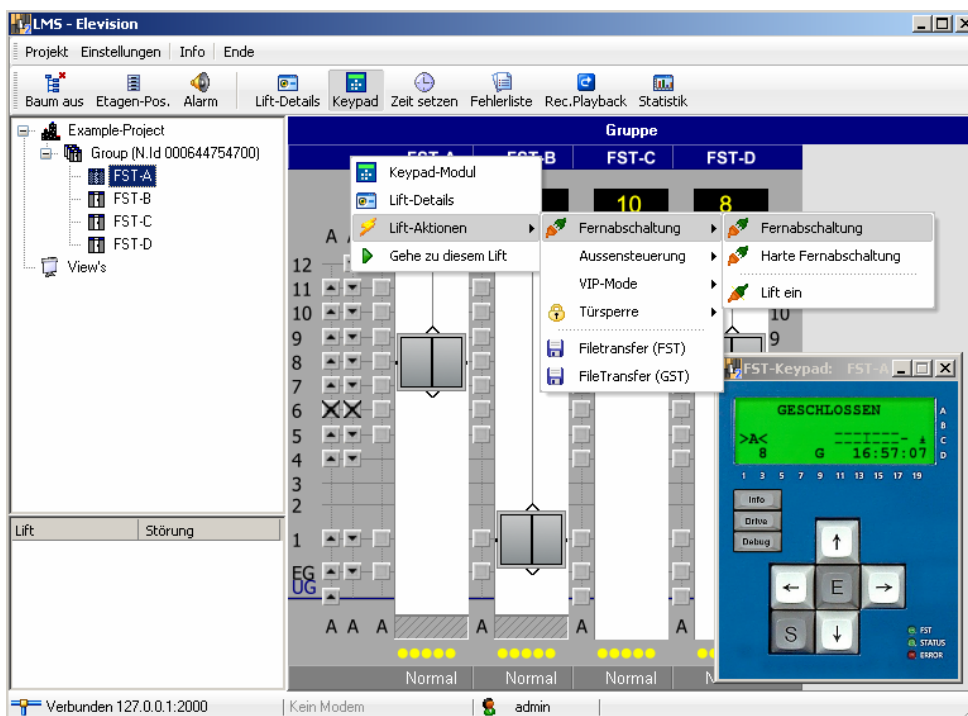 LMS - Elevision
Projekt Einstellungen Info Ende
Baum aus Etagen-Pos. Alarm Lift-Details Keypad Zeit setzen Fehlerliste Rec.Playback Statistik
Example-Project
Group (N.Id 000644754700)
FST-A
FST-B
FST-C
FST-D
View's
Lift Störung
Gruppe
FST-A FST-B FST-C FST-D
10 8
Keypad-Modul
Lift-Details
Lift-Aktionen
Gehe zu diesem Lift
Fernabschaltung
Aussensteuerung
VIP-Mode
Türsperre
Filetransfer (FST)
FileTransfer (GST)
Fernabschaltung
Harte Fernabschaltung
Lift ein
A
12
11
10 10
9 9
8
7
6
5
4
3
2
1
EG
UG
A A A A A A
Normal Normal Normal
FST-Keypad: FST-A
GESCHLOSSEN
>A<
8 G 16:57:07
A
B
C
D
1 3 5 7 9 11 13 15 17 19
Info
Drive
Debug
↑
← E →
S ↓
FST
STATUS
ERROR
Verbunden 127.0.0.1:2000 Kein Modem admin